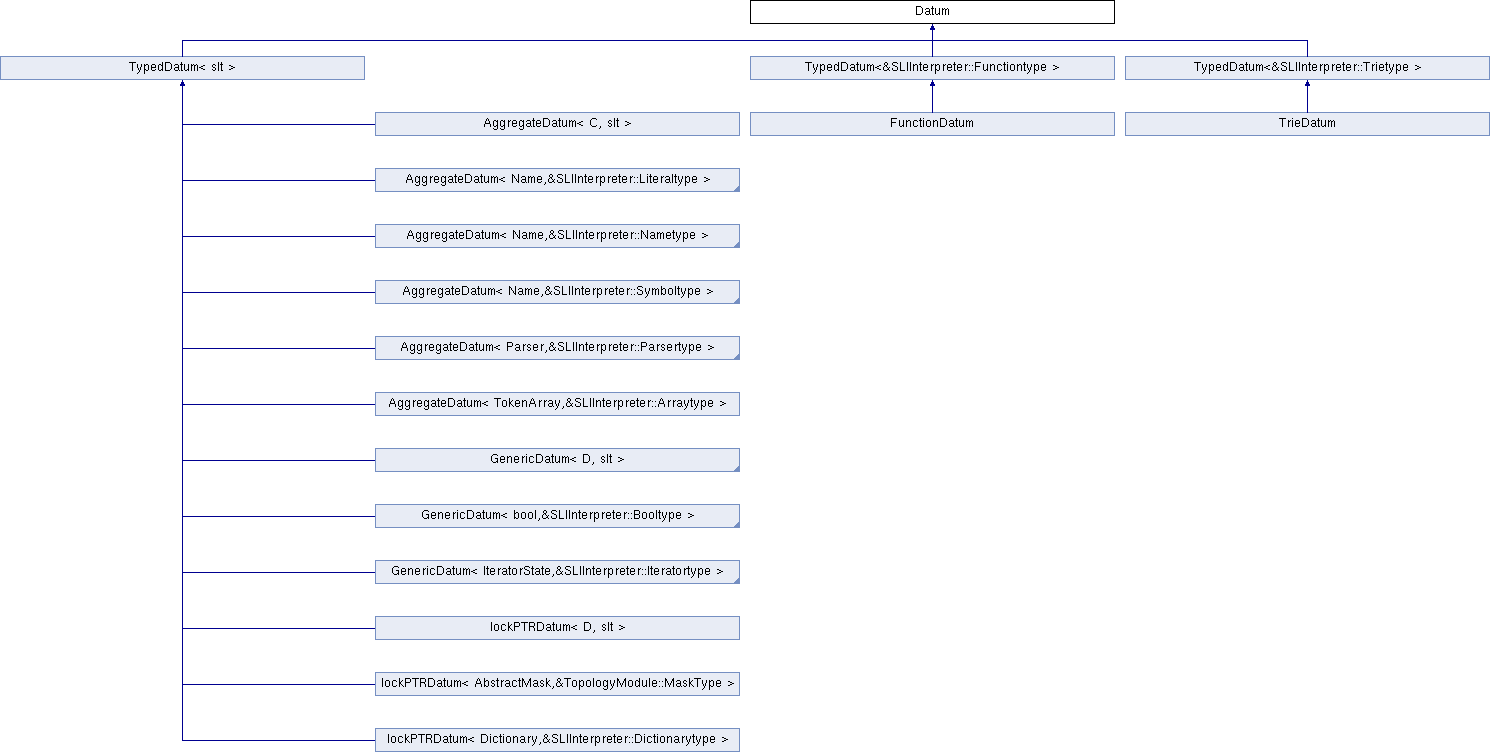 Datum
TypedDatum< slt >
TypedDatum<&SLIInterpreter::Functiontype >
TypedDatum<&SLIInterpreter::Trietype >
AggregateDatum< C, slt >
FunctionDatum
TrieDatum
AggregateDatum< Name,&SLIInterpreter::Literaltype >
AggregateDatum< Name,&SLIInterpreter::Nametype >
AggregateDatum< Name,&SLIInterpreter::Symboltype >
AggregateDatum< Parser,&SLIInterpreter::Parsertype >
AggregateDatum< TokenArray,&SLIInterpreter::Arraytype >
GenericDatum< D, slt >
GenericDatum< bool,&SLIInterpreter::Booltype >
GenericDatum< IteratorState,&SLIInterpreter::Iteratortype >
lockPTRDatum< D, slt >
lockPTRDatum< AbstractMask,&TopologyModule::MaskType >
lockPTRDatum< Dictionary,&SLIInterpreter::Dictionarytype >